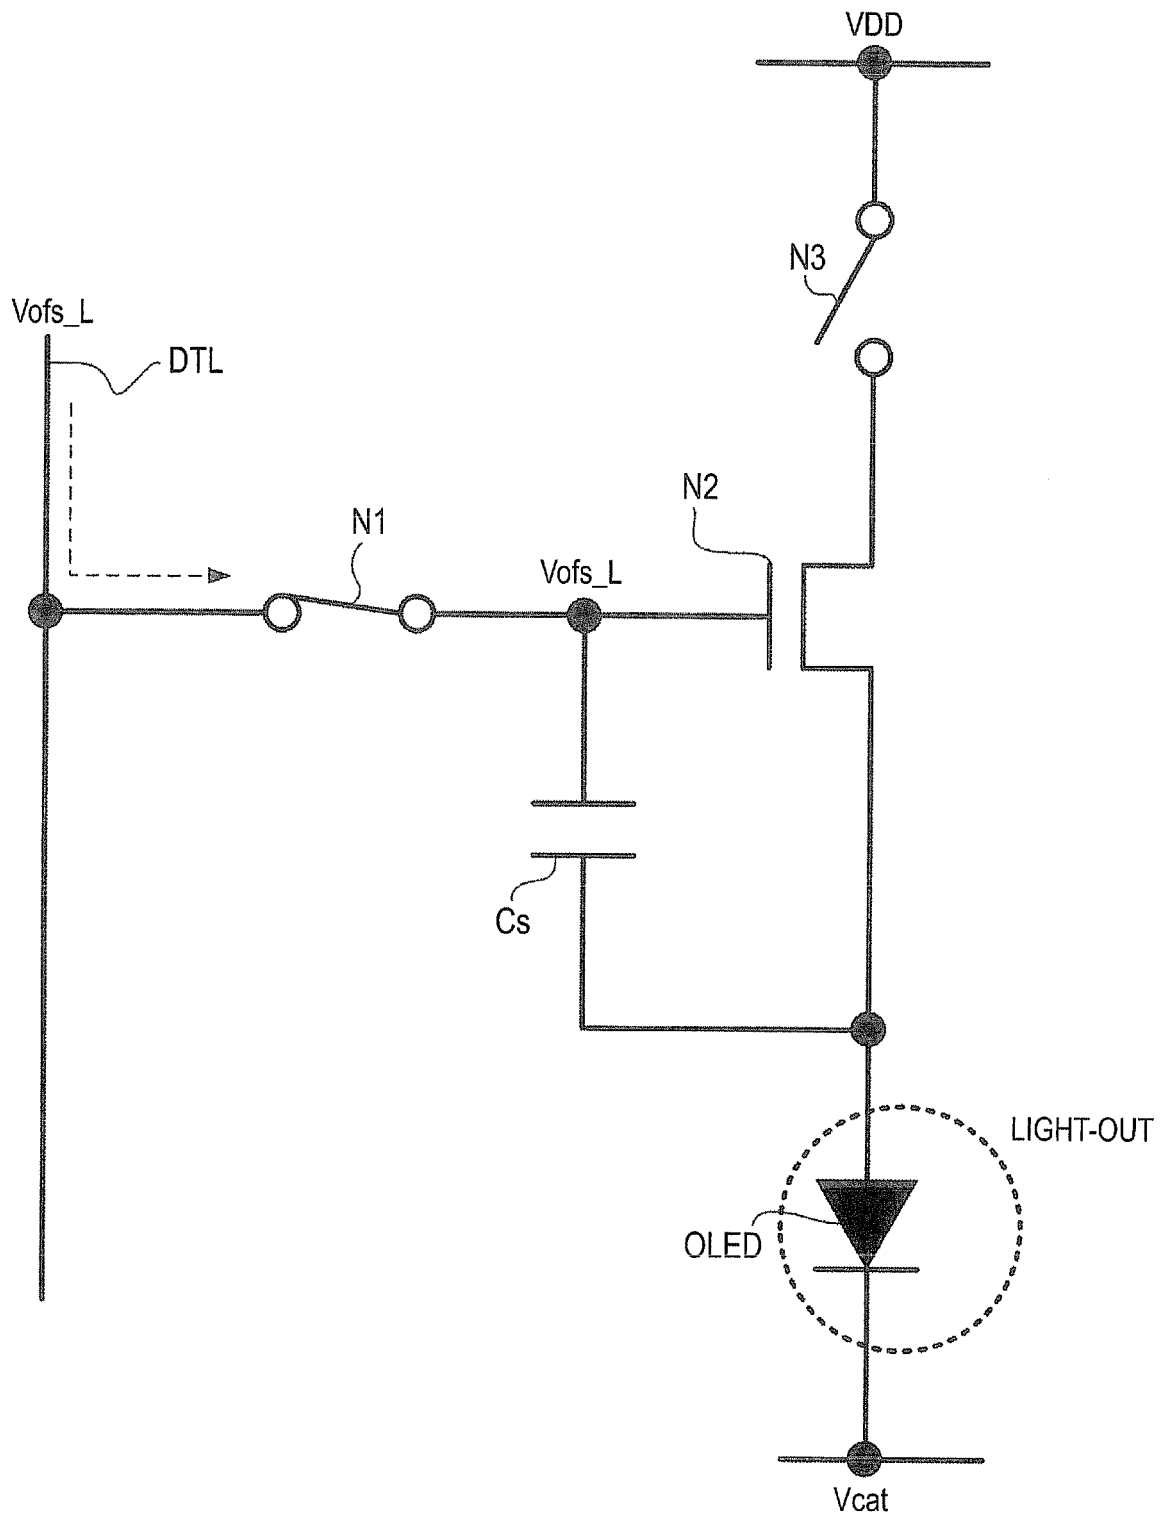 VDD
N3
Vofs_L
DTL
N2
N1
Vofs_L
Cs
LIGHT-OUT
OLED
Vcat